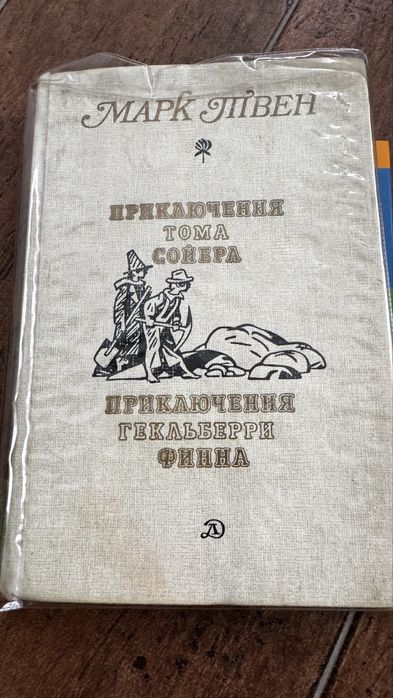 МАРК ТВЕН
ПРИКЛЮЧЕНИЯ
ТОМА
СОЙЕРА
ПРИКЛЮЧЕНИЯ
ГЕКЛЬБЕРРИ
ФИННА
Д